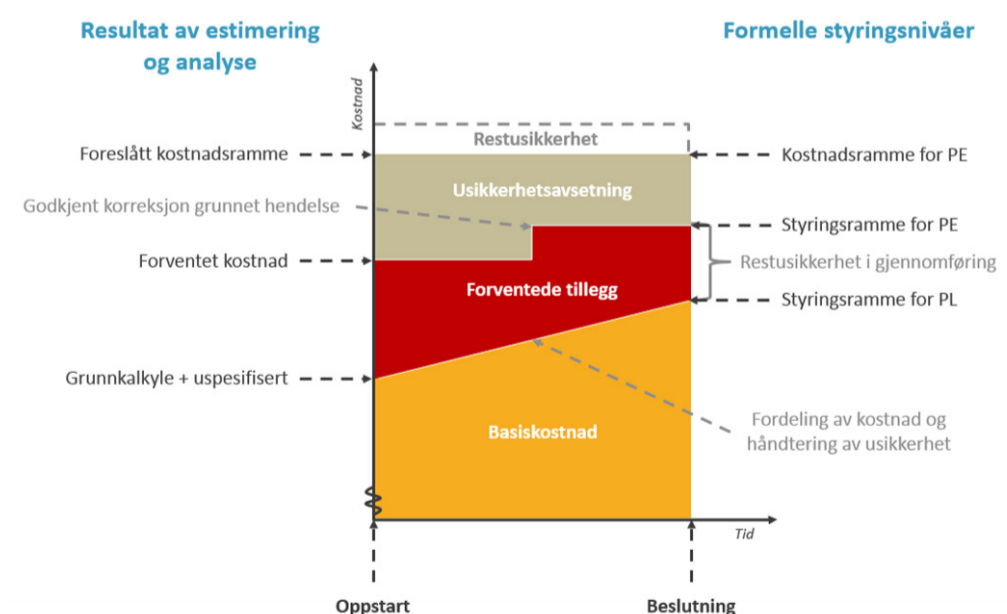 Resultat av estimering
og analyse
Formelle styringsnivåer
Kostnad
Restusikkerhet
Foreslått kostnadsramme
Kostnadsramme for PE
Usikkerhetsavsetning
Godkjent korreksjon grunnet hendelse
Styringsramme for PE
Forventet kostnad
Restusikkerhet i gjennomføring
Forventede tillegg
Styringsramme for PL
Grunnkalkyle + uspesifisert
Basiskostnad
Fordeling av kostnad og
håndtering av usikkerhet
Tid
Oppstart
Beslutning